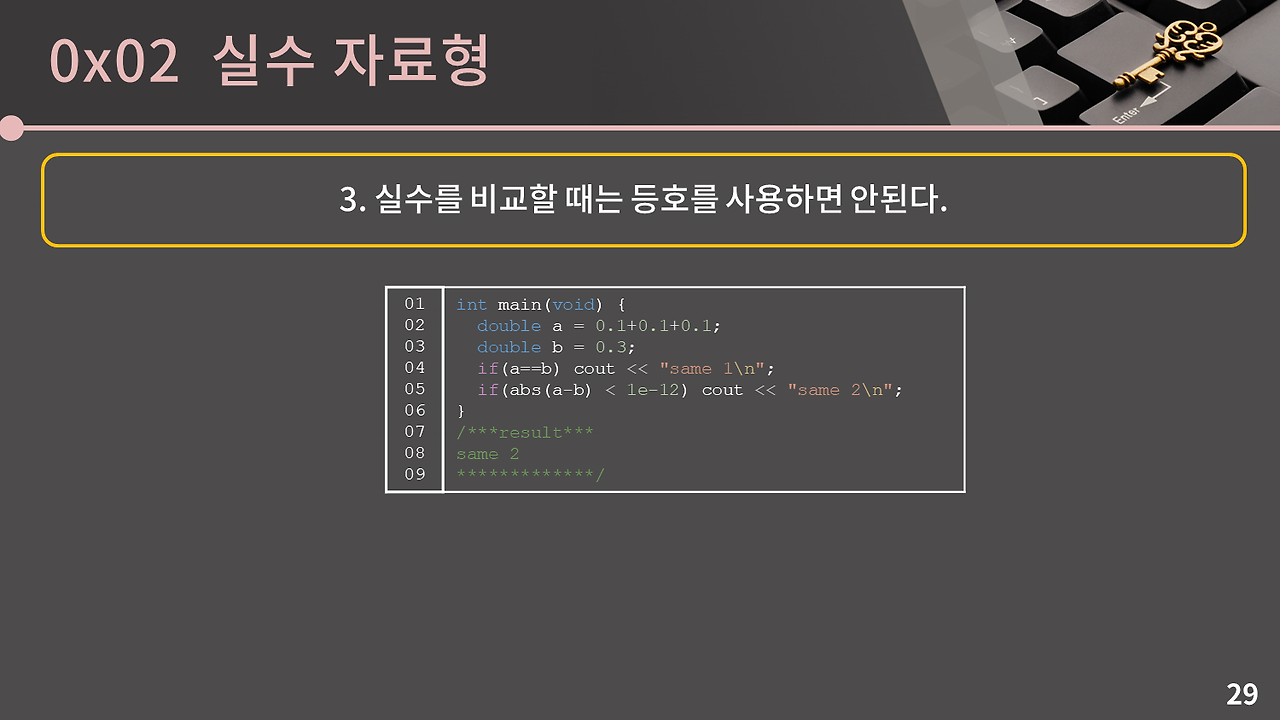 0x02 실수 자료형
Enter
3. 실수를 비교할 때는 등호를 사용하면 안된다.
01 int main(void) {
02   double a = 0.1+0.1+0.1;
03   double b = 0.3;
04   if(a==b) cout << "same 1\n";
05   if(abs(a-b) < 1e-12) cout << "same 2\n";
06 }
07 /***result***
08 same 2
09 *************/
29